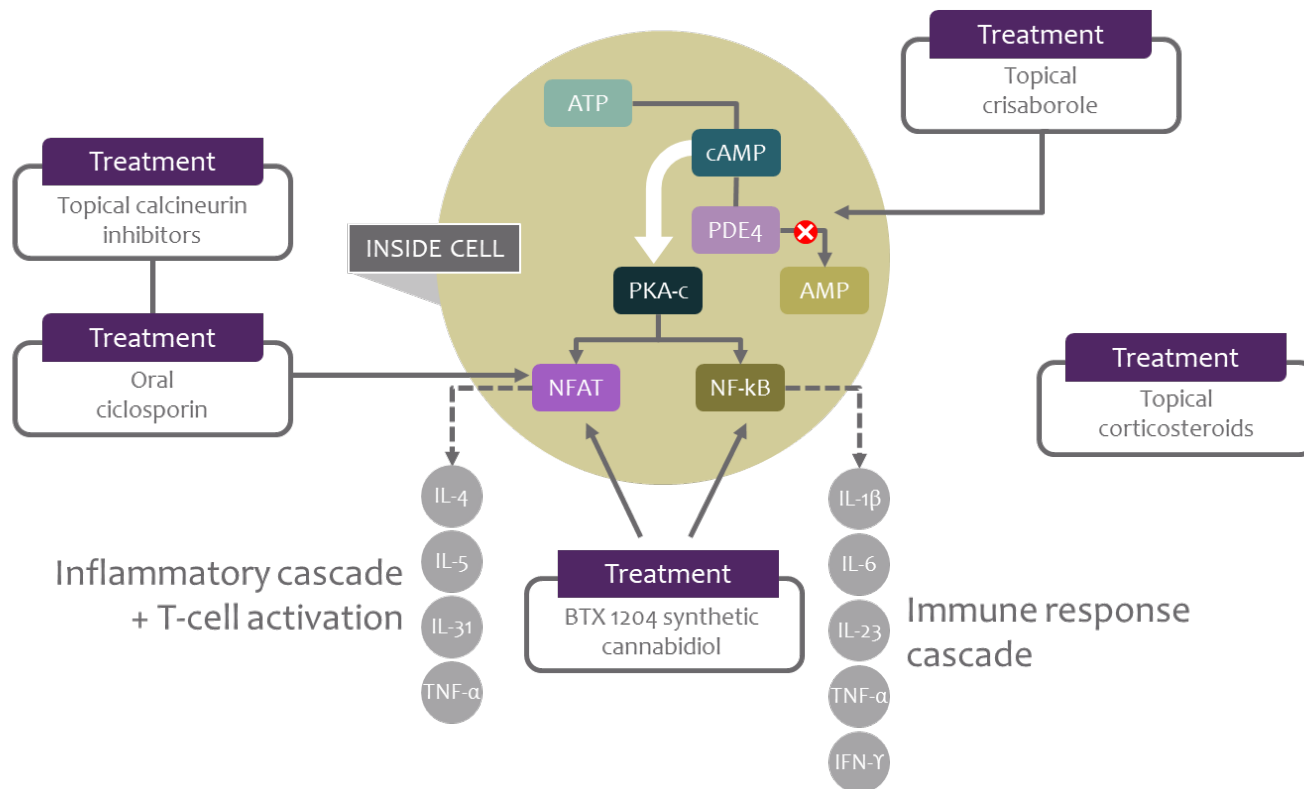 Treatment
Topical
crisaborole
ATP
cAMP
Treatment
Topical calcineurin
inhibitors
PDE4
INSIDE CELL
PKA-c
AMP
Treatment
Oral
ciclosporin
Treatment
Topical
corticosteroids
NFAT
NF-kB
IL-4
IL-5
IL-31
TNF-α
Inflammatory cascade
+ T-cell activation
Treatment
BTX 1204 synthetic
cannabidiol
IL-1β
IL-6
IL-23
TNF-α
IFN-ϒ
Immune response
cascade